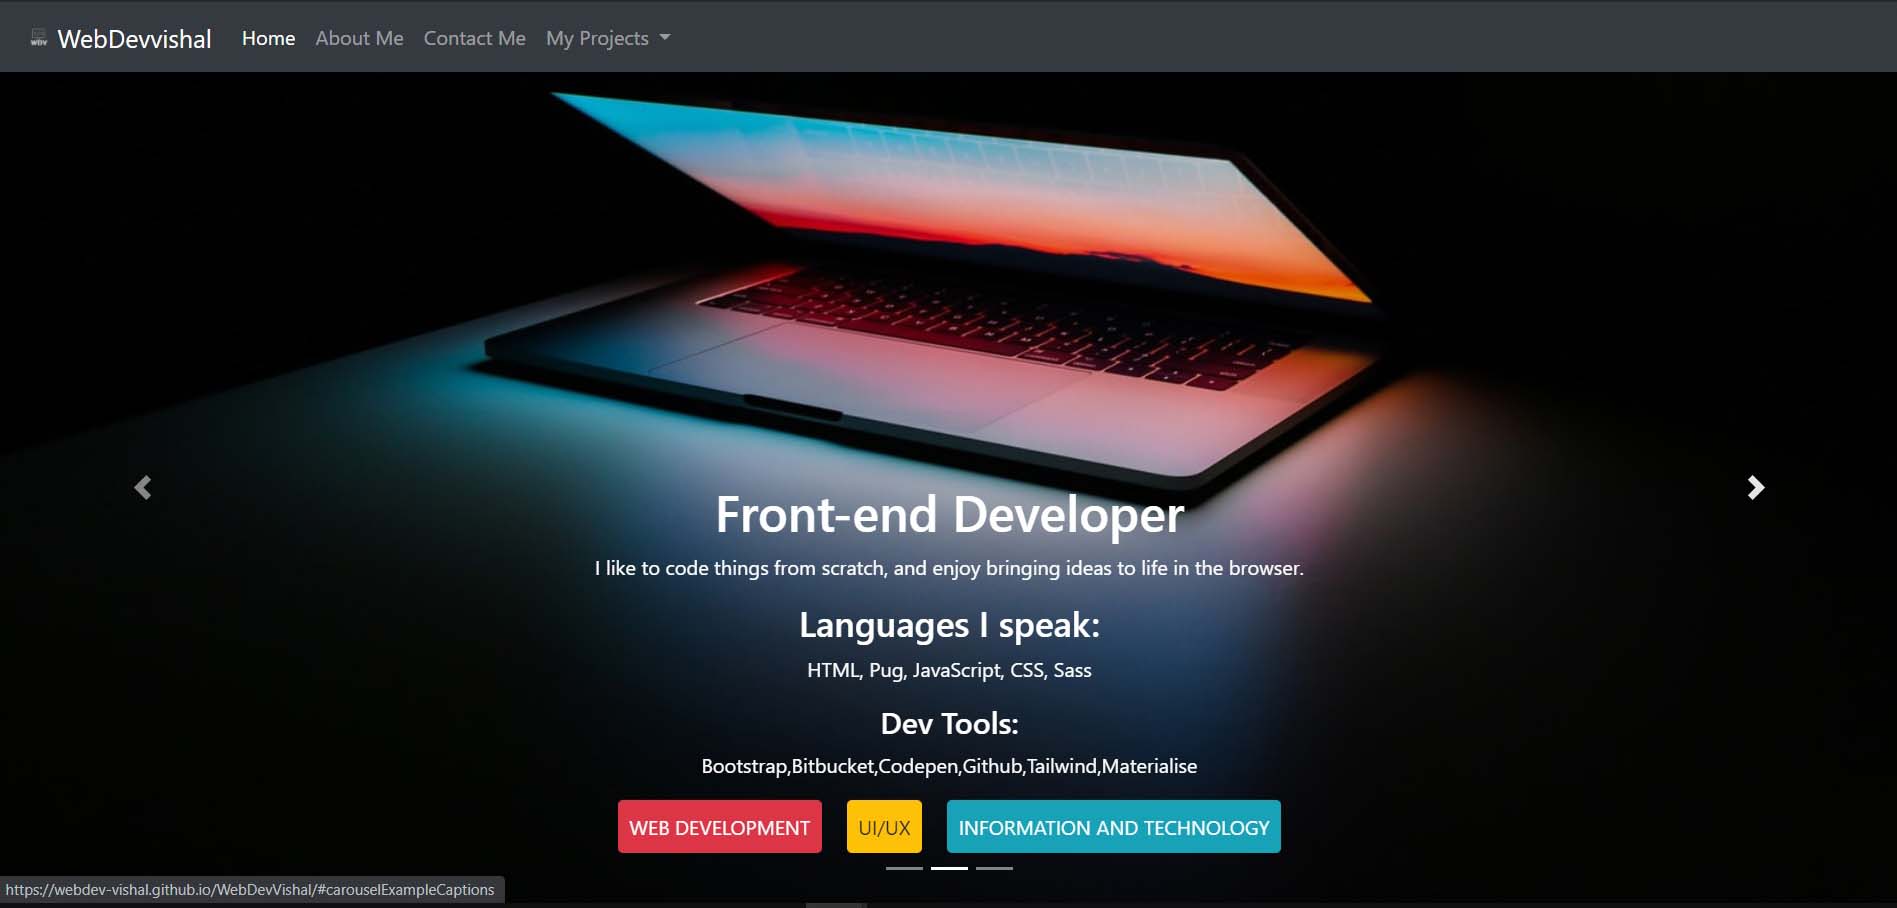 WDV WebDevvishal Home About Me Contact Me My Projects
Front-end Developer
I like to code things from scratch, and enjoy bringing ideas to life in the browser.
Languages I speak:
HTML, Pug, JavaScript, CSS, Sass
Dev Tools:
Bootstrap,Bitbucket,Codepen,Github,Tailwind,Materialise
WEB DEVELOPMENT UI/UX INFORMATION AND TECHNOLOGY
https://webdev-vishal.github.io/WebDevVishal/#carouselExampleCaptions